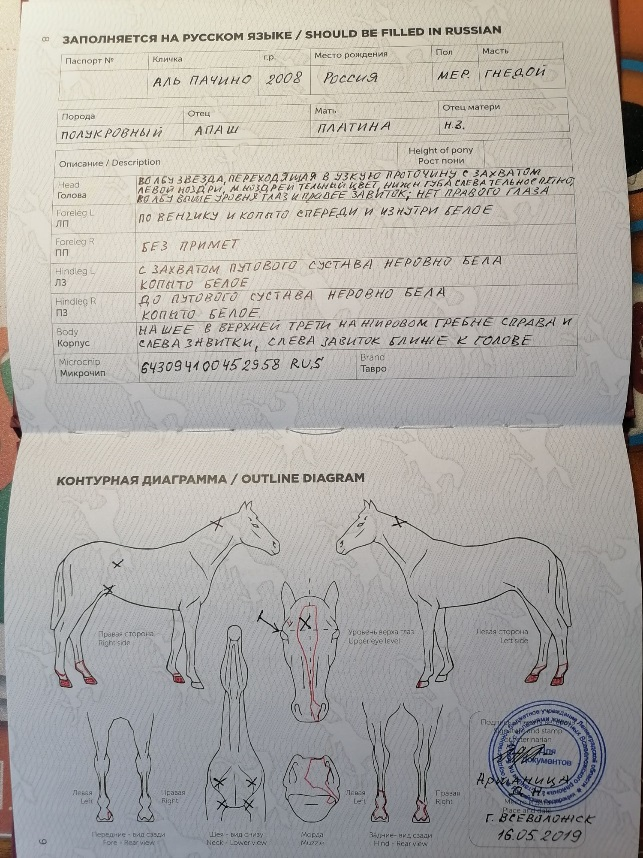 8
ЗАПОЛНЯЕТСЯ НА РУССКОМ ЯЗЫКЕ / SHOULD BE FILLED IN RUSSIAN
Паспорт № Кличка г.р. Место рождения Пол Масть
АЛЬ ПАЧИНО 2008 РОССИЯ МЕР. ГНЕДОЙ
Порода Отец Мать Отец матери
ПОЛУКРОВНЫЙ АПАШ ПЛАТИНА Н.З.
Описание / Description Height of pony
Рост пони
Head
Голова
ВО ЛБУ ЗВЕЗДА, ПЕРЕХОДЯЩАЯ В УЗКУЮ ПРОТОЧИНУ С ЗАХВАТОМ
ЛЕВОЙ НОЗДРИ, М НОЗДРЕЙ ТЕЛЬНЫЙ ЦВЕТ, НИЖН ГУБА СЛЕВА ТЕЛЬНОЕ ПЯТНО,
ВО ЛБУ ВЫШЕ УРОВНЯ ГЛАЗ И ПРАВЕЕ ЗАВИТОК; НЕТ ПРАВОГО ГЛАЗА
Foreleg L
ЛП
ПО ВЕНЧИКУ И КОПЫТО СПЕРЕДИ И ИЗНУТРИ БЕЛОЕ
Foreleg R
ПП
БЕЗ ПРИМЕТ
Hindleg L
ЛЗ
С ЗАХВАТОМ ПУТОВОГО СУСТАВА НЕРОВНО БЕЛА
КОПЫТО БЕЛОЕ
Hindleg R
ПЗ
ДО ПУТОВОГО СУСТАВА НЕРОВНО БЕЛА
КОПЫТО БЕЛОЕ
Body
Корпус
НА ШЕЕ В ВЕРХНЕЙ ТРЕТИ НА ЖИРОВОМ ГРЕБНЕ СПРАВА И
СЛЕВА ЗАВИТКИ, СЛЕВА ЗАВИТОК БЛИЖЕ К ГОЛОВЕ
Microchip
Микрочип
643094100452958 RUS
Brand
Тавро
КОНТУРНАЯ ДИАГРАММА / OUTLINE DIAGRAM
Правая сторона
Right side
Уровень верха глаз
Upper eye level
Левая сторона
Left side
Левая
Left
Правая
Right
Левая
Left
Правая
Right
Передние - вид сзади
Fore - Rear view
Шея - вид снизу
Neck - Lower view
Морда
Muzzle
Задние - вид сзади
Hind - Rear view
Для
документов
Г. ВСЕВОЛОЖСК
16.05.2019
9